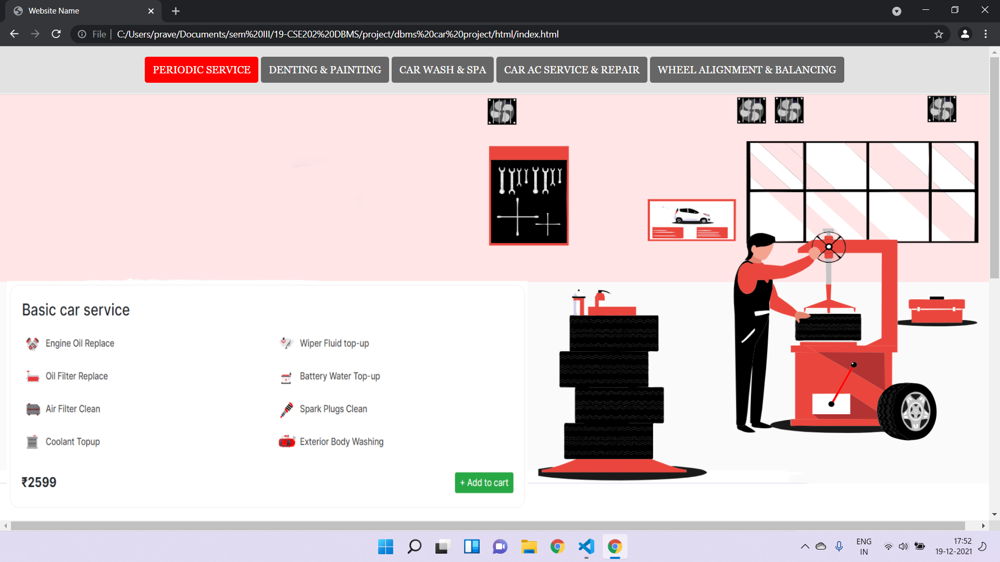 Website Name
File
C:/Users/prave/Documents/sem%20III/19-CSE202%20DBMS/project/dbms%20car%20project/html/index.html
PERIODIC SERVICE
DENTING & PAINTING
CAR WASH & SPA
CAR AC SERVICE & REPAIR
WHEEL ALIGNMENT & BALANCING
Basic car service
Engine Oil Replace
Wiper Fluid top-up
Oil Filter Replace
Battery Water Top-up
Air Filter Clean
Spark Plugs Clean
Coolant Topup
Exterior Body Washing
₹2599
+ Add to cart
ENG
IN
17:52
19-12-2021